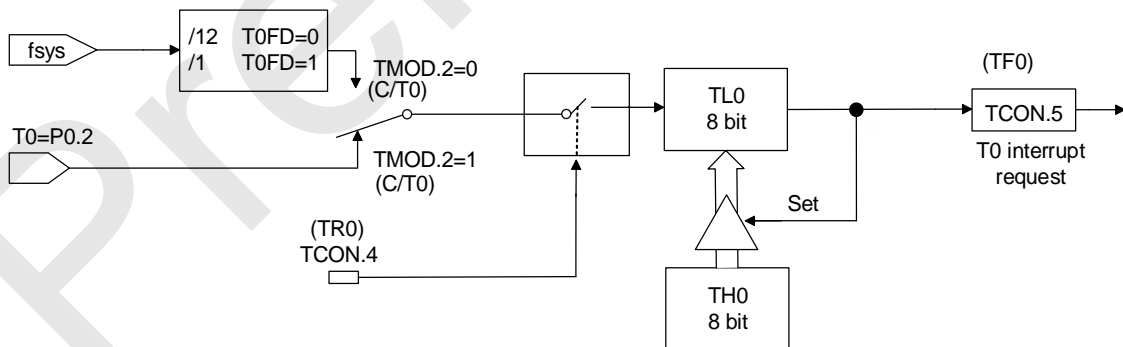 fsys
/12 T0FD=0
/1 T0FD=1
TMOD.2=0
(C/T0)
T0=P0.2
TMOD.2=1
(C/T0)
(TR0)
TCON.4
TL0
8 bit
Set
TH0
8 bit
(TF0)
TCON.5
T0 interrupt
request